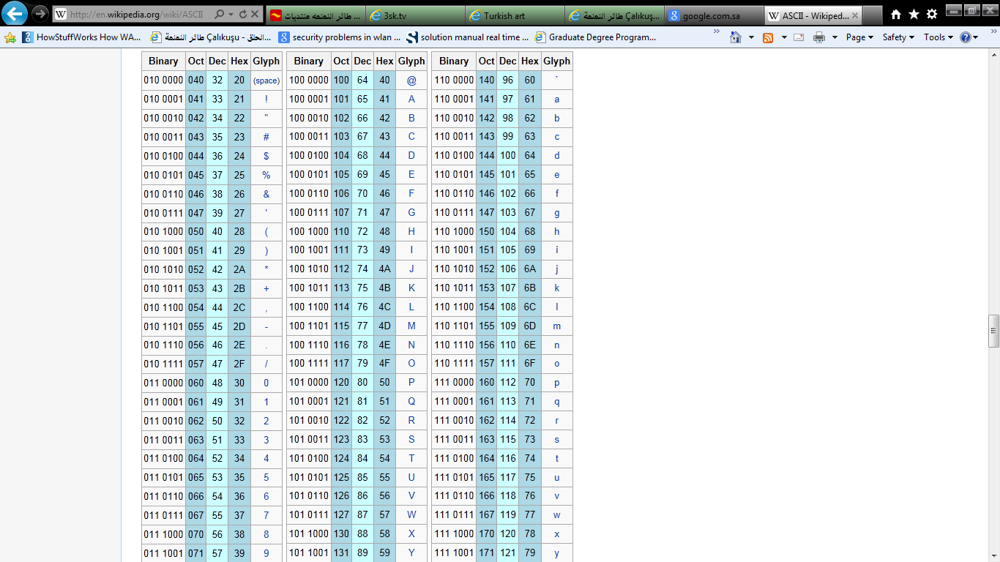 http://en.wikipedia.org/wiki/ASCII
طائر النمنمه منتديات ...
3sk.tv
Turkish art
طائر النمنمة Çalıkuş...
google.com.sa
ASCII - Wikiped...
HowStuffWorks How WA...
طائر النمنمة Çalıkuşu - الحلق...
security problems in wlan ...
solution manual real time ...
Graduate Degree Program...
Page
Safety
Tools
Binary Oct Dec Hex Glyph Binary Oct Dec Hex Glyph Binary Oct Dec Hex Glyph
010 0000 040 32 20 (space) 100 0000 100 64 40 @ 110 0000 140 96 60 `
010 0001 041 33 21 ! 100 0001 101 65 41 A 110 0001 141 97 61 a
010 0010 042 34 22 " 100 0010 102 66 42 B 110 0010 142 98 62 b
010 0011 043 35 23 # 100 0011 103 67 43 C 110 0011 143 99 63 c
010 0100 044 36 24 $ 100 0100 104 68 44 D 110 0100 144 100 64 d
010 0101 045 37 25 % 100 0101 105 69 45 E 110 0101 145 101 65 e
010 0110 046 38 26 & 100 0110 106 70 46 F 110 0110 146 102 66 f
010 0111 047 39 27 ' 100 0111 107 71 47 G 110 0111 147 103 67 g
010 1000 050 40 28 ( 100 1000 110 72 48 H 110 1000 150 104 68 h
010 1001 051 41 29 ) 100 1001 111 73 49 I 110 1001 151 105 69 i
010 1010 052 42 2A * 100 1010 112 74 4A J 110 1010 152 106 6A j
010 1011 053 43 2B + 100 1011 113 75 4B K 110 1011 153 107 6B k
010 1100 054 44 2C , 100 1100 114 76 4C L 110 1100 154 108 6C l
010 1101 055 45 2D - 100 1101 115 77 4D M 110 1101 155 109 6D m
010 1110 056 46 2E . 100 1110 116 78 4E N 110 1110 156 110 6E n
010 1111 057 47 2F / 100 1111 117 79 4F O 110 1111 157 111 6F o
011 0000 060 48 30 0 101 0000 120 80 50 P 111 0000 160 112 70 p
011 0001 061 49 31 1 101 0001 121 81 51 Q 111 0001 161 113 71 q
011 0010 062 50 32 2 101 0010 122 82 52 R 111 0010 162 114 72 r
011 0011 063 51 33 3 101 0011 123 83 53 S 111 0011 163 115 73 s
011 0100 064 52 34 4 101 0100 124 84 54 T 111 0100 164 116 74 t
011 0101 065 53 35 5 101 0101 125 85 55 U 111 0101 165 117 75 u
011 0110 066 54 36 6 101 0110 126 86 56 V 111 0110 166 118 76 v
011 0111 067 55 37 7 101 0111 127 87 57 W 111 0111 167 119 77 w
011 1000 070 56 38 8 101 1000 130 88 58 X 111 1000 170 120 78 x
011 1001 071 57 39 9 101 1001 131 89 59 Y 111 1001 171 121 79 y